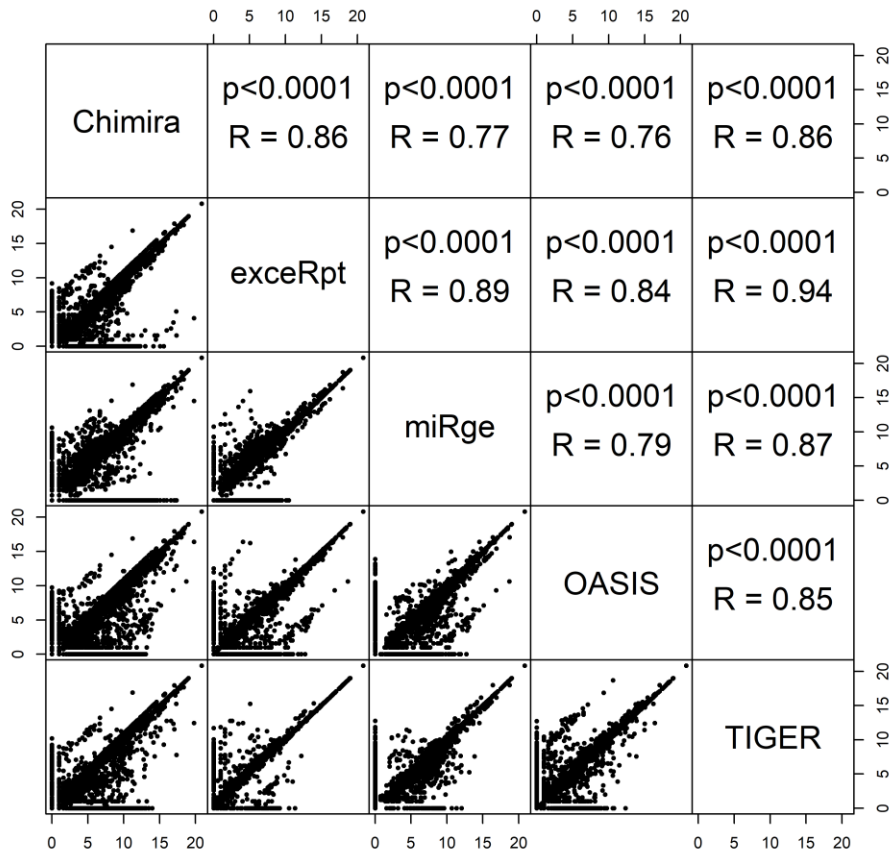 0 5 10 15 20 0 5 10 15 20
Chimira
p<0.0001
R = 0.86
p<0.0001
R = 0.77
p<0.0001
R = 0.76
p<0.0001
R = 0.86
0 5 10 15 20
0 5 10 15 20
exceRpt
p<0.0001
R = 0.89
p<0.0001
R = 0.84
p<0.0001
R = 0.94
miRge
p<0.0001
R = 0.79
p<0.0001
R = 0.87
0 5 10 15 20
0 5 10 15 20
OASIS
p<0.0001
R = 0.85
TIGER
0 5 10 15 20
0 5 10 15 20 0 5 10 15 20 0 5 10 15 20